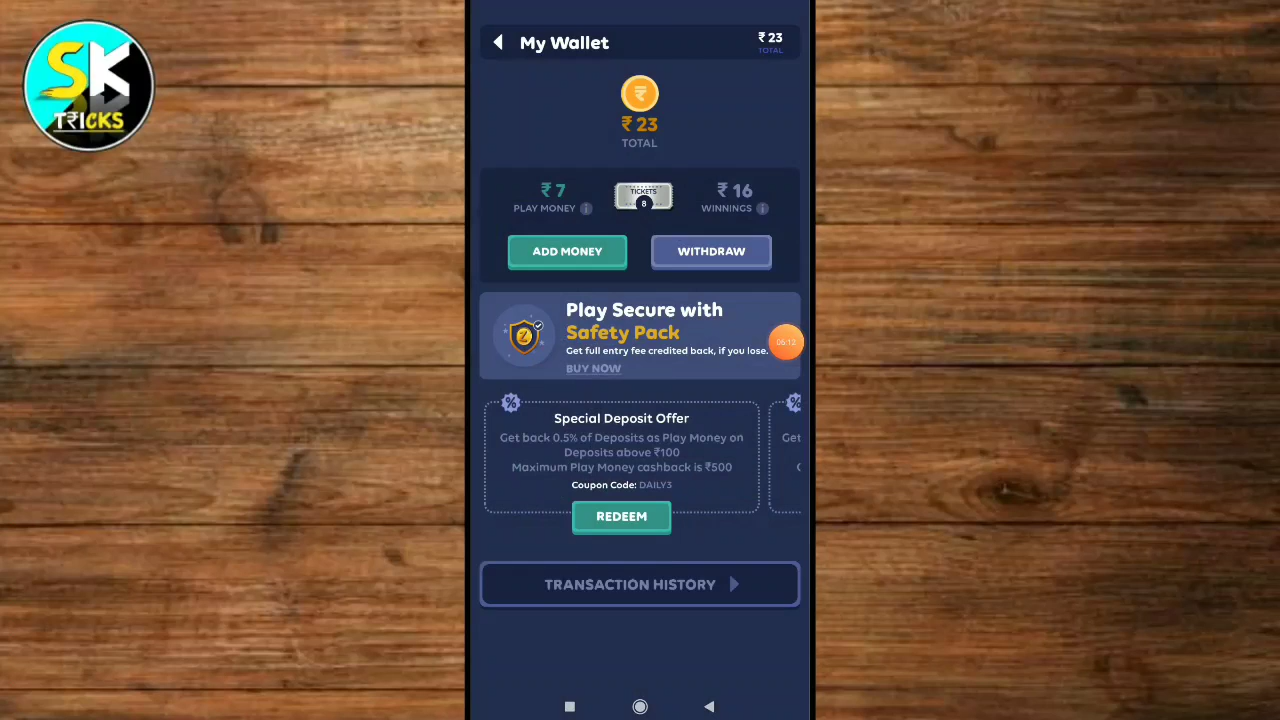 SK
TRICKS
My Wallet
₹ 23
TOTAL
₹
₹ 23
TOTAL
₹ 7
PLAY MONEY i
TICKETS
8
₹ 16
WINNINGS i
ADD MONEY
WITHDRAW
Play Secure with
Safety Pack
Get full entry fee credited back, if you lose.
BUY NOW
06:12
%
Special Deposit Offer
Get back 0.5% of Deposits as Play Money on
Deposits above ₹100
Maximum Play Money cashback is ₹500
Coupon Code: DAILY3
REDEEM
%
Get
TRANSACTION HISTORY